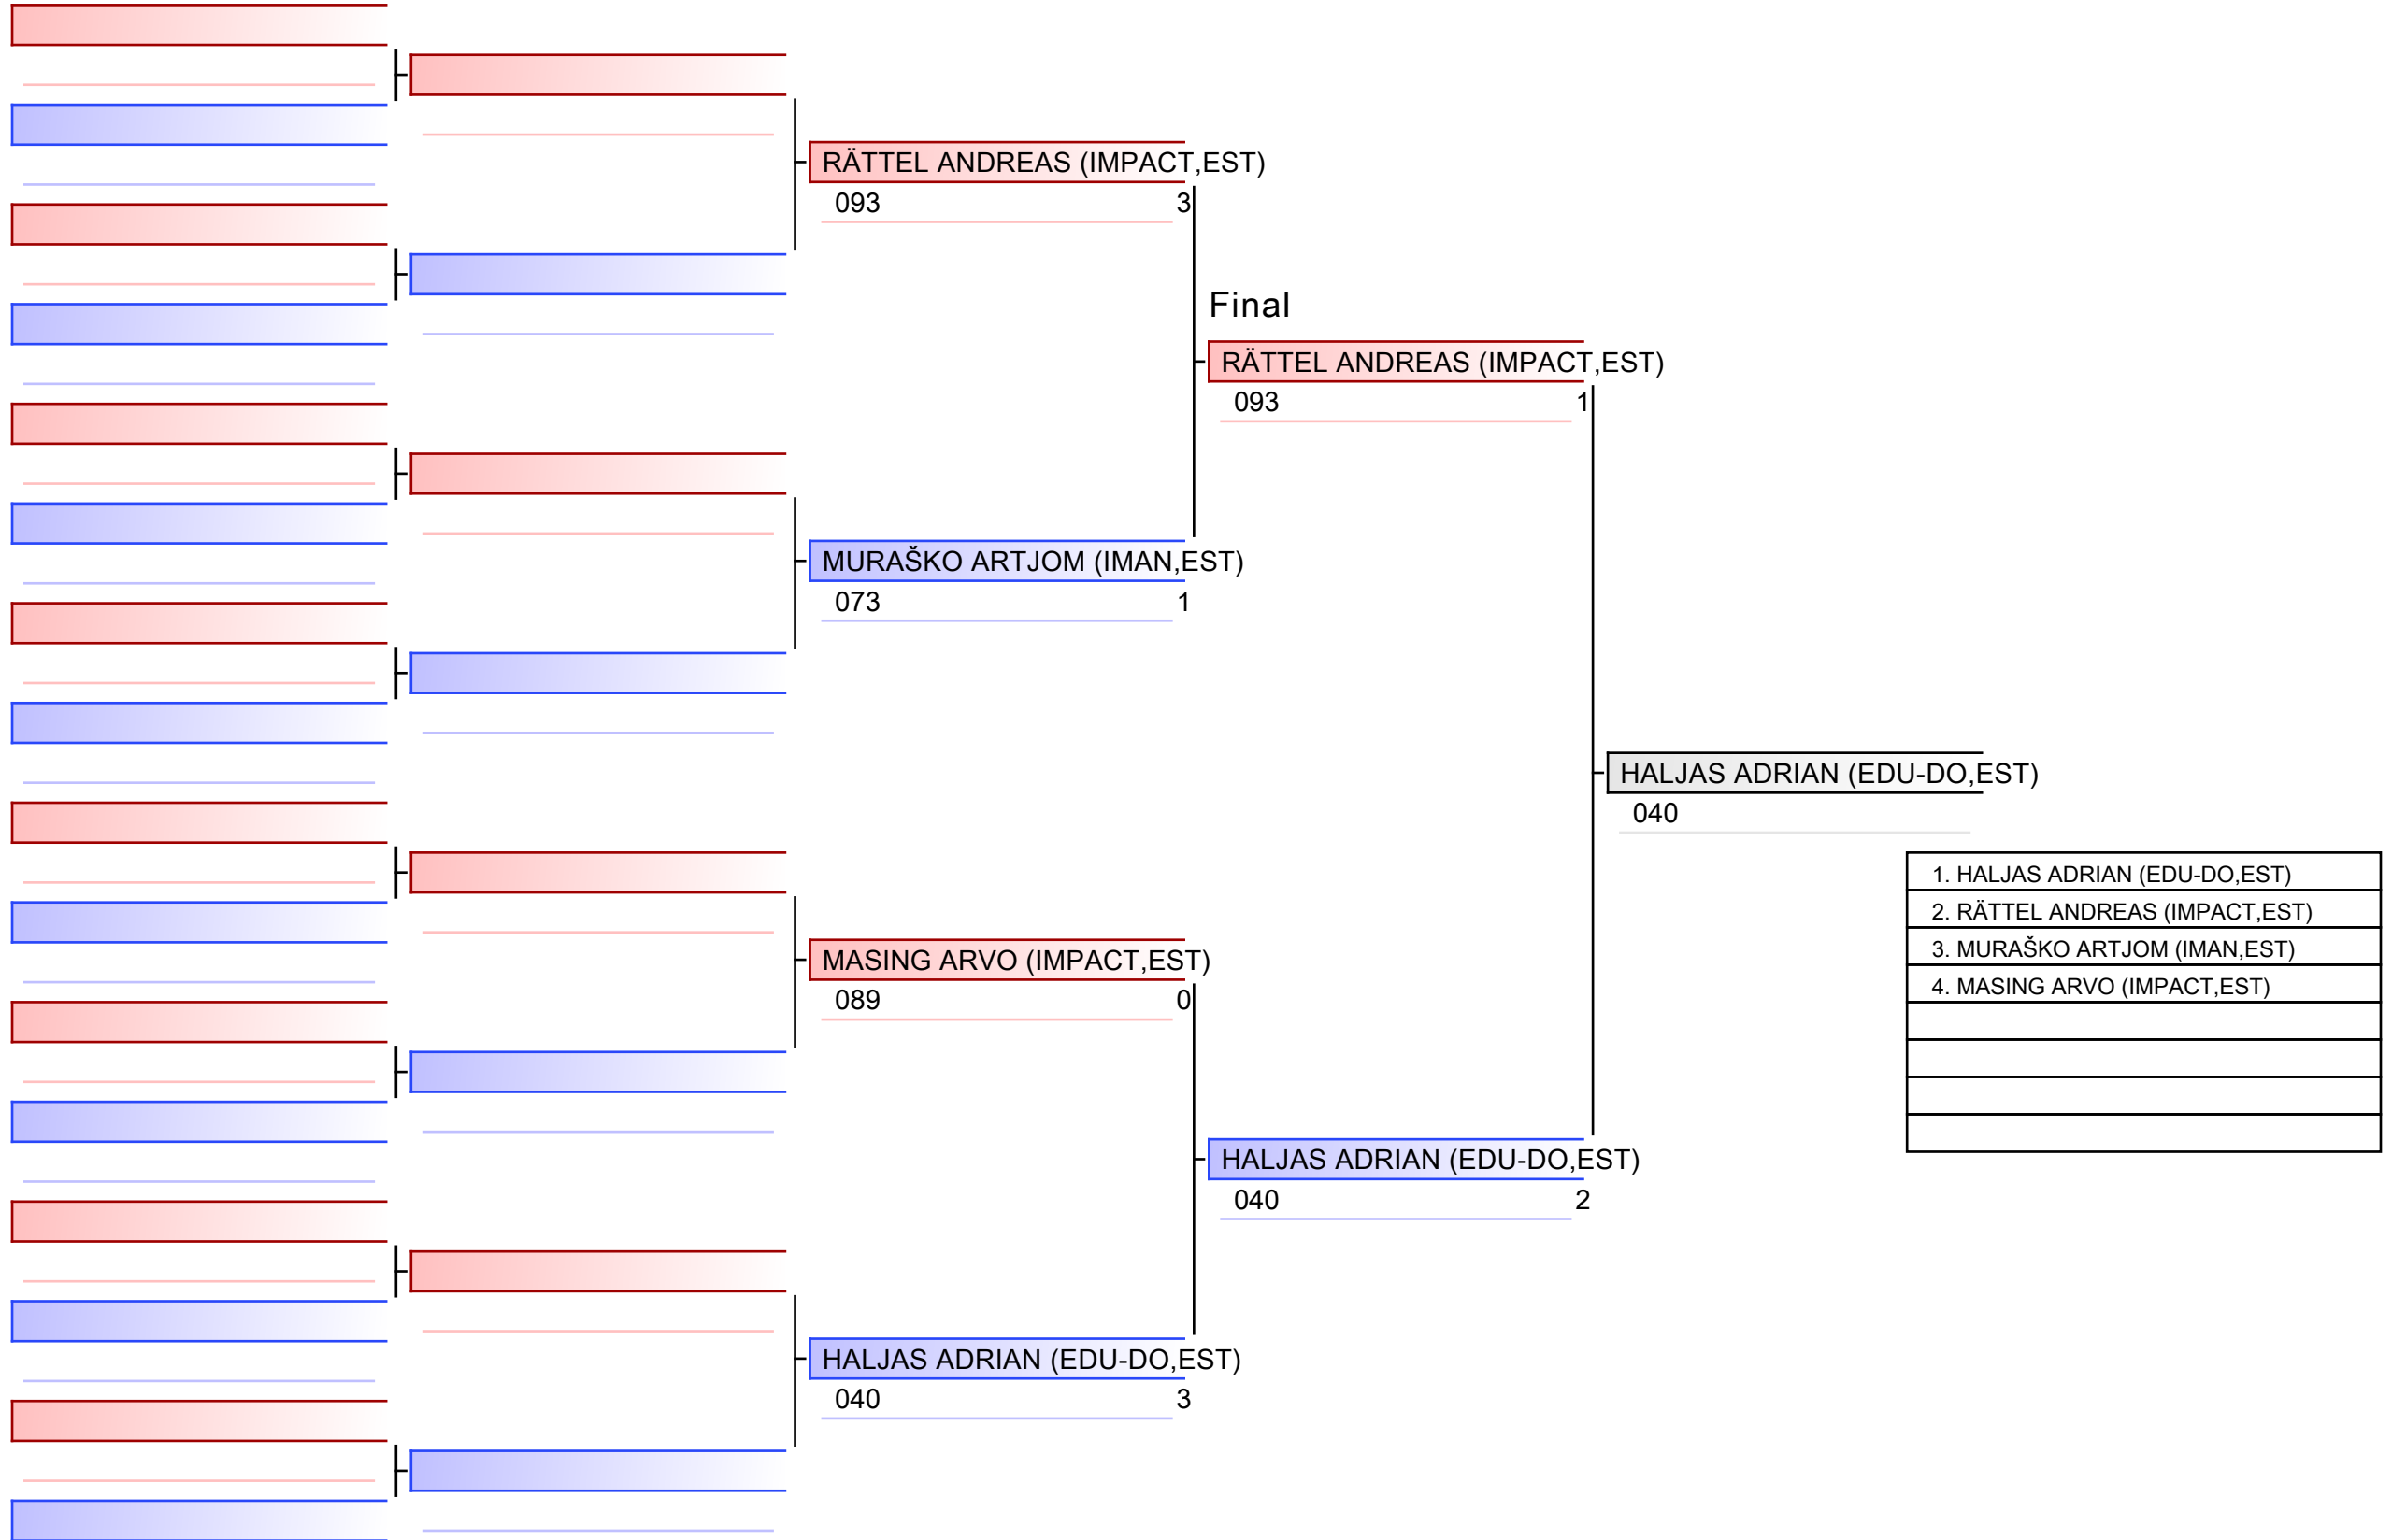 RÄTTEL ANDREAS (IMPACT,EST)
093 3
Final
RÄTTEL ANDREAS (IMPACT,EST)
093 1
MURAŠKO ARTJOM (IMAN,EST)
073 1
HALJAS ADRIAN (EDU-DO,EST)
040
1. HALJAS ADRIAN (EDU-DO,EST)
2. RÄTTEL ANDREAS (IMPACT,EST)
3. MURAŠKO ARTJOM (IMAN,EST)
4. MASING ARVO (IMPACT,EST)
MASING ARVO (IMPACT,EST)
089 0
HALJAS ADRIAN (EDU-DO,EST)
040 2
HALJAS ADRIAN (EDU-DO,EST)
040 3